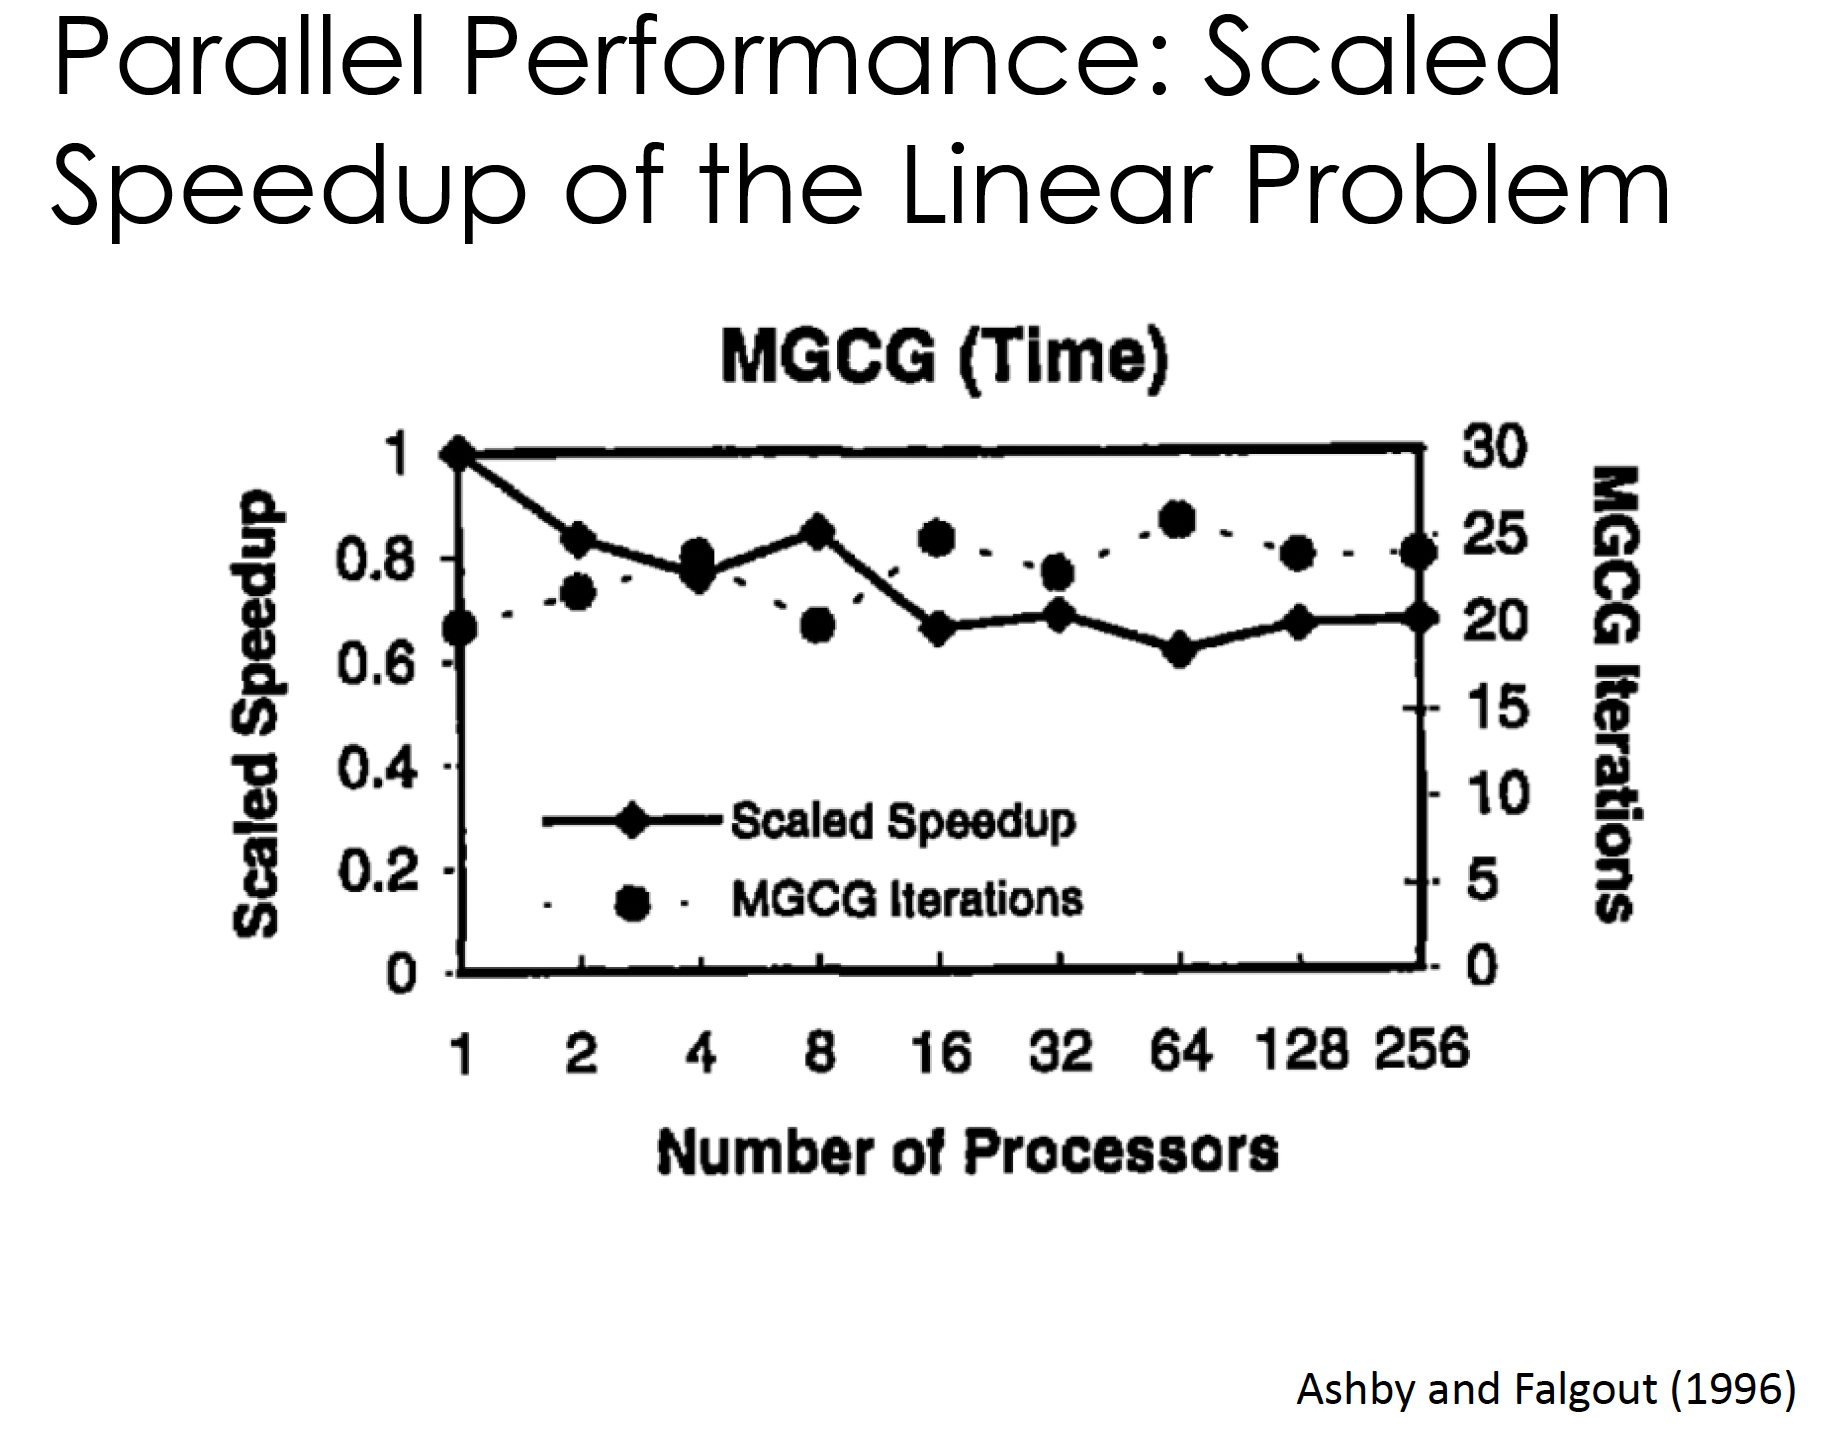 Parallel Performance: Scaled
Speedup of the Linear Problem
MGCG (Time)
Scaled Speedup
1
0.8
0.6
0.4
0.2
0
30
25
20
15
10
5
0
MGCG Iterations
Scaled Speedup
MGCG Iterations
1 2 4 8 16 32 64 128 256
Number of Processors
Ashby and Falgout (1996)